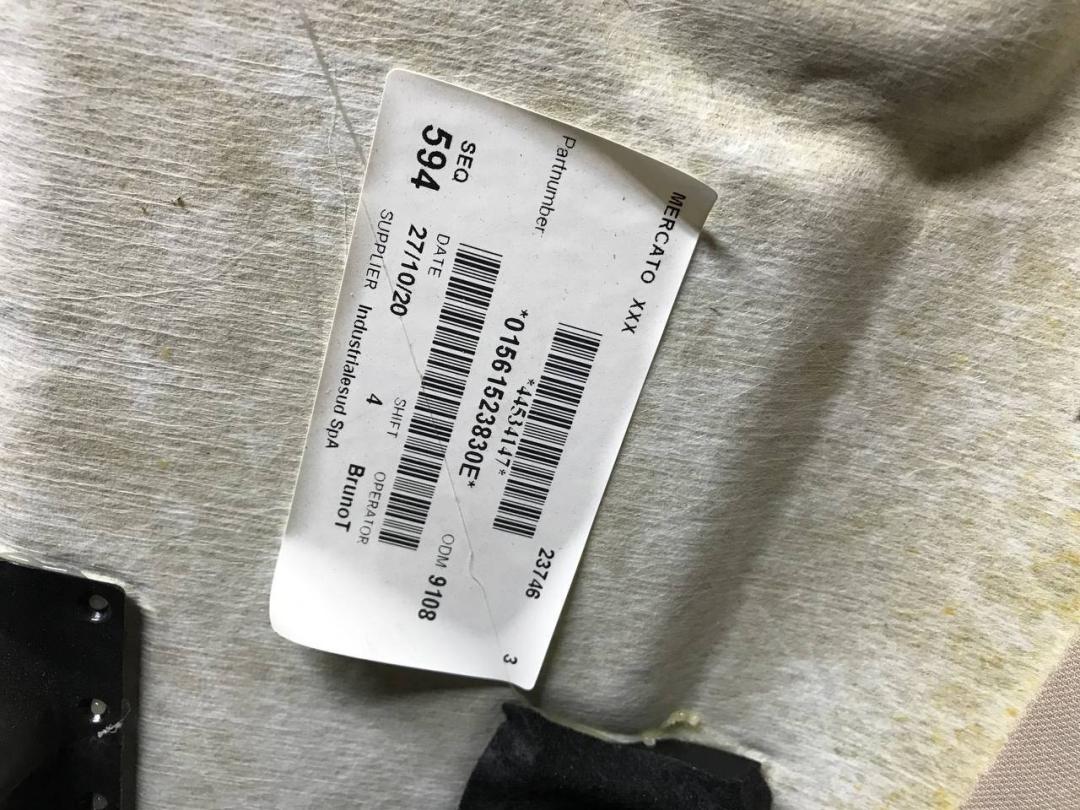 MERCATO XXX
23746 3
Partnumber
*44534147*
*01561523830E*
ODM 9108
SEQ DATE SHIFT OPERATOR
594 27/10/20 4 BrunoT
SUPPLIER Industrialesud SpA